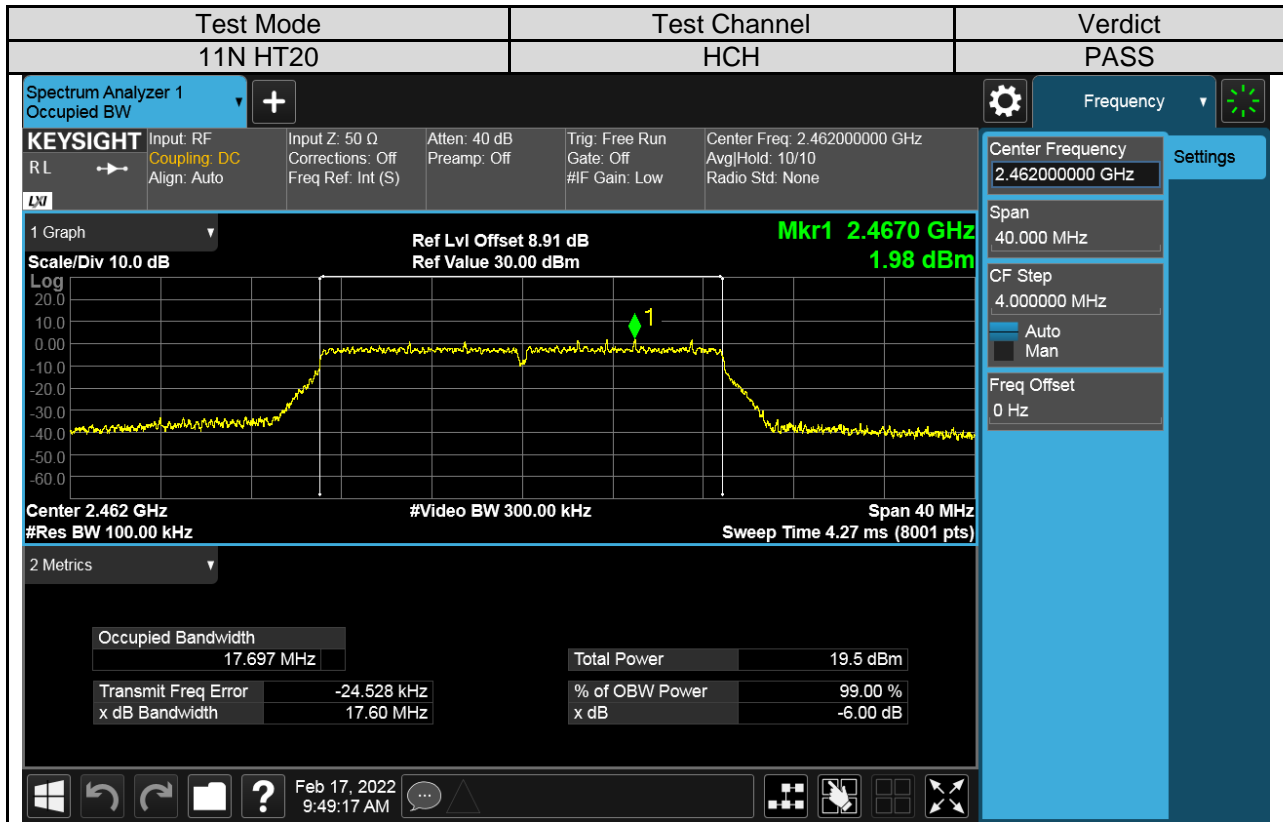 Test Mode Test Channel Verdict
11N HT20 HCH PASS
Spectrum Analyzer 1
Occupied BW
Frequency
KEYSIGHT Input: RF Input Z: 50 Ω Atten: 40 dB Trig: Free Run Center Freq: 2.462000000 GHz
RL Coupling: DC Corrections: Off Preamp: Off Gate: Off Avg|Hold: 10/10
Align: Auto Freq Ref: Int (S) #IF Gain: Low Radio Std: None
LXI
Center Frequency
2.462000000 GHz
Settings
Span
40.000 MHz
CF Step
4.000000 MHz
Auto
Man
Freq Offset
0 Hz
1 Graph Ref Lvl Offset 8.91 dB Mkr1 2.4670 GHz
Scale/Div 10.0 dB Ref Value 30.00 dBm 1.98 dBm
Log
20.0
10.0
0.00
-10.0
-20.0
-30.0
-40.0
-50.0
-60.0
1
Center 2.462 GHz #Video BW 300.00 kHz Span 40 MHz
#Res BW 100.00 kHz Sweep Time 4.27 ms (8001 pts)
2 Metrics
Occupied Bandwidth
17.697 MHz Total Power 19.5 dBm
Transmit Freq Error -24.528 kHz % of OBW Power 99.00 %
x dB Bandwidth 17.60 MHz x dB -6.00 dB
? Feb 17, 2022
9:49:17 AM